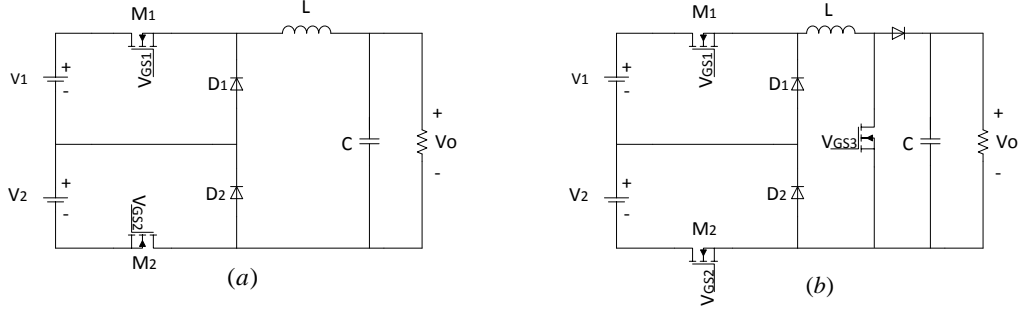 M1
L
VGS1
V1
+
-
D1
C
+
Vo
-
V2
+
-
VGS2
D2
M2
(a)
M1
L
VGS1
V1
+
-
D1
VGS3
C
+
Vo
-
V2
+
-
D2
M2
VGS2
(b)